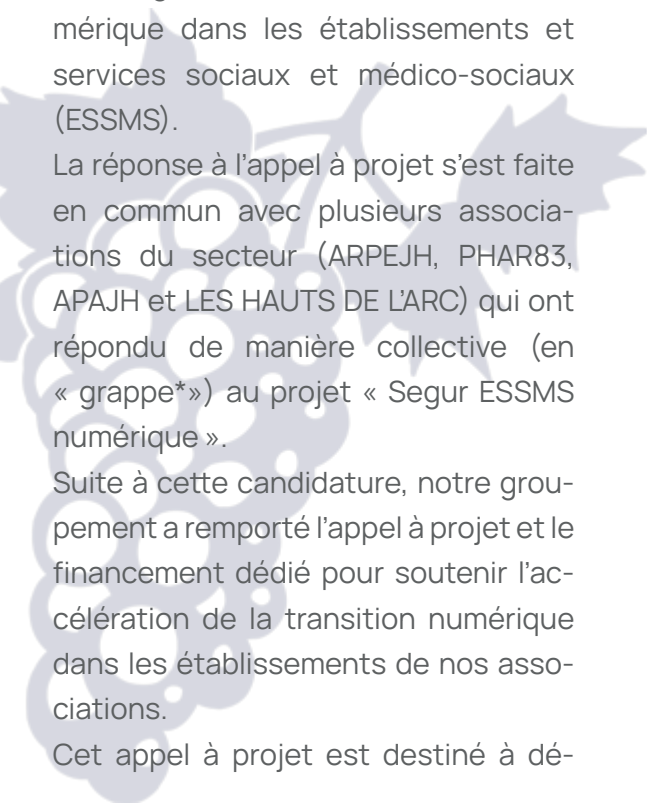 mérique dans les établissements et
services sociaux et médico-sociaux
(ESSMS).
La réponse à l'appel à projet s'est faite
en commun avec plusieurs associa-
tions du secteur (ARPEJH, PHAR83,
APAJH et LES HAUTS DE L'ARC) qui ont
répondu de manière collective (en
« grappe*») au projet « Segur ESSMS
numérique ».
Suite à cette candidature, notre grou-
pement a remporté l'appel à projet et le
financement dédié pour soutenir l'ac-
célération de la transition numérique
dans les établissements de nos asso-
ciations.
Cet appel à projet est destiné à dé-